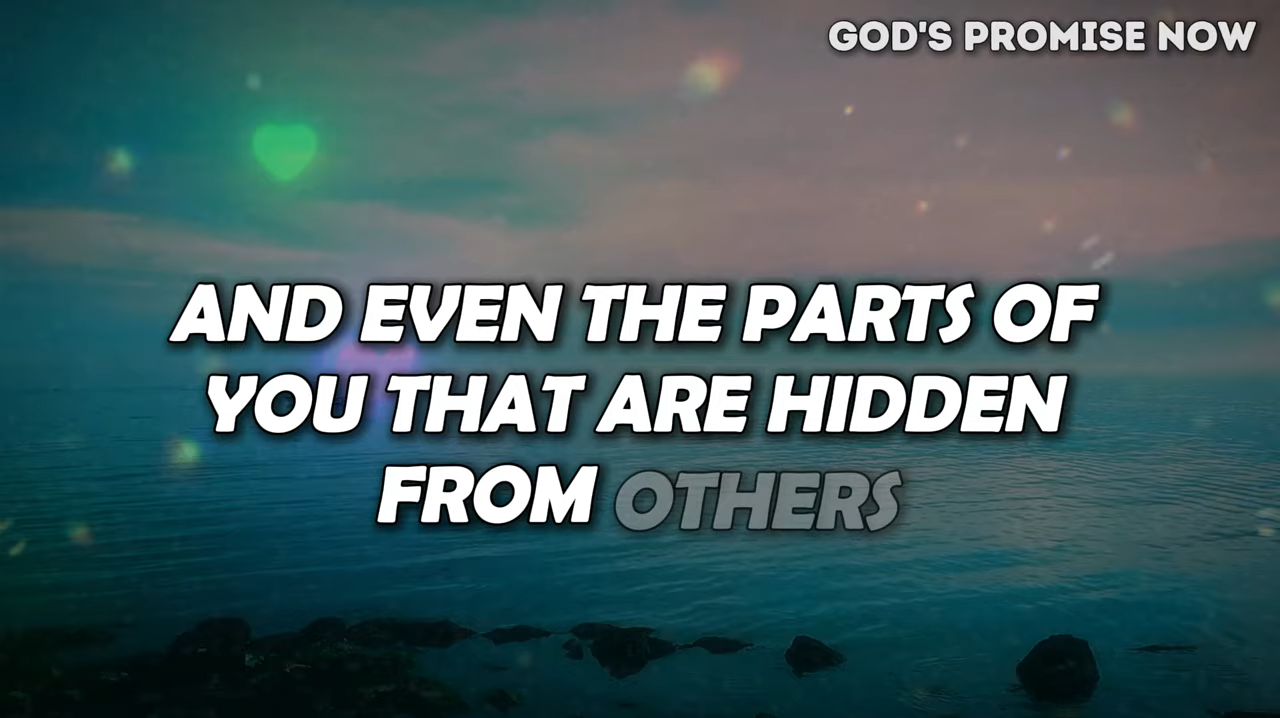 GOD'S PROMISE NOW
AND EVEN THE PARTS OF
YOU THAT ARE HIDDEN
FROM OTHERS